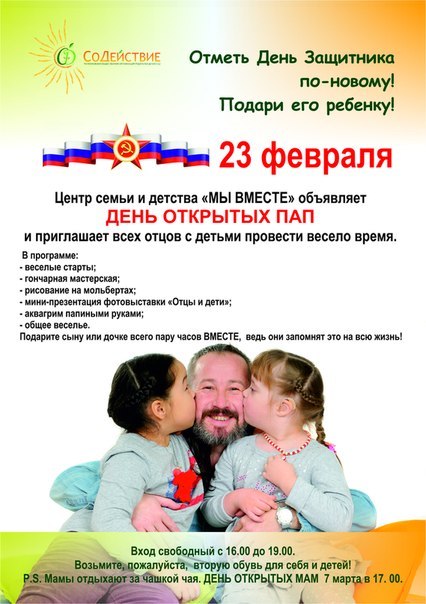 СоДействие
Отметь День Защитника
по-новому!
Подари его ребенку!
23 февраля
Центр семьи и детства «МЫ ВМЕСТЕ» объявляет
ДЕНЬ ОТКРЫТЫХ ПАП
и приглашает всех отцов с детьми провести весело время.
В программе:
- веселые старты;
- гончарная мастерская;
- рисование на мольбертах;
- мини-презентация фотовыставки «Отцы и дети»;
- аквагрим папиными руками;
- общее веселье.
Подарите сыну или дочке всего пару часов ВМЕСТЕ, ведь они запомнят это на всю жизнь!
Вход свободный с 16.00 до 19.00.
Возьмите, пожалуйста, вторую обувь для себя и детей!
P.S. Мамы отдыхают за чашкой чая. ДЕНЬ ОТКРЫТЫХ МАМ 7 марта в 17. 00.